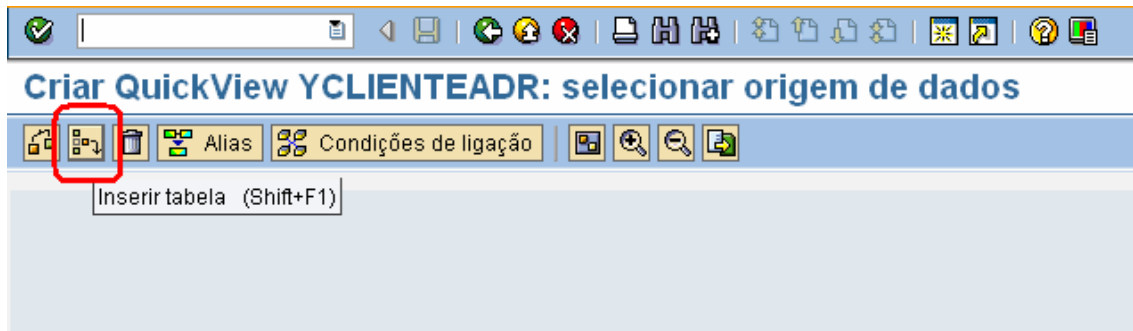 Criar QuickView YCLIENTEADR: selecionar origem de dados
Alias Condições de ligação
Inserir tabela (Shift+F1)